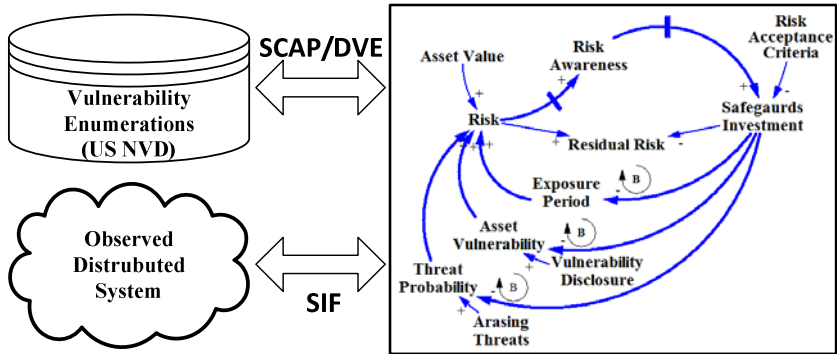 Vulnerability
Enumerations
(US NVD)
SCAP/DVE
Observed
Distrubuted
System
SIF
Asset Value
+
Risk
Awareness
+
Risk
Acceptance
Criteria
+
-
Safegaurds
Investment
Risk
+
Residual Risk
-
+ + +
Exposure
Period
-
B
Asset
Vulnerability
-
B
+
Vulnerability
Disclosure
Threat
Probability
-
B
+
Arasing
Threats